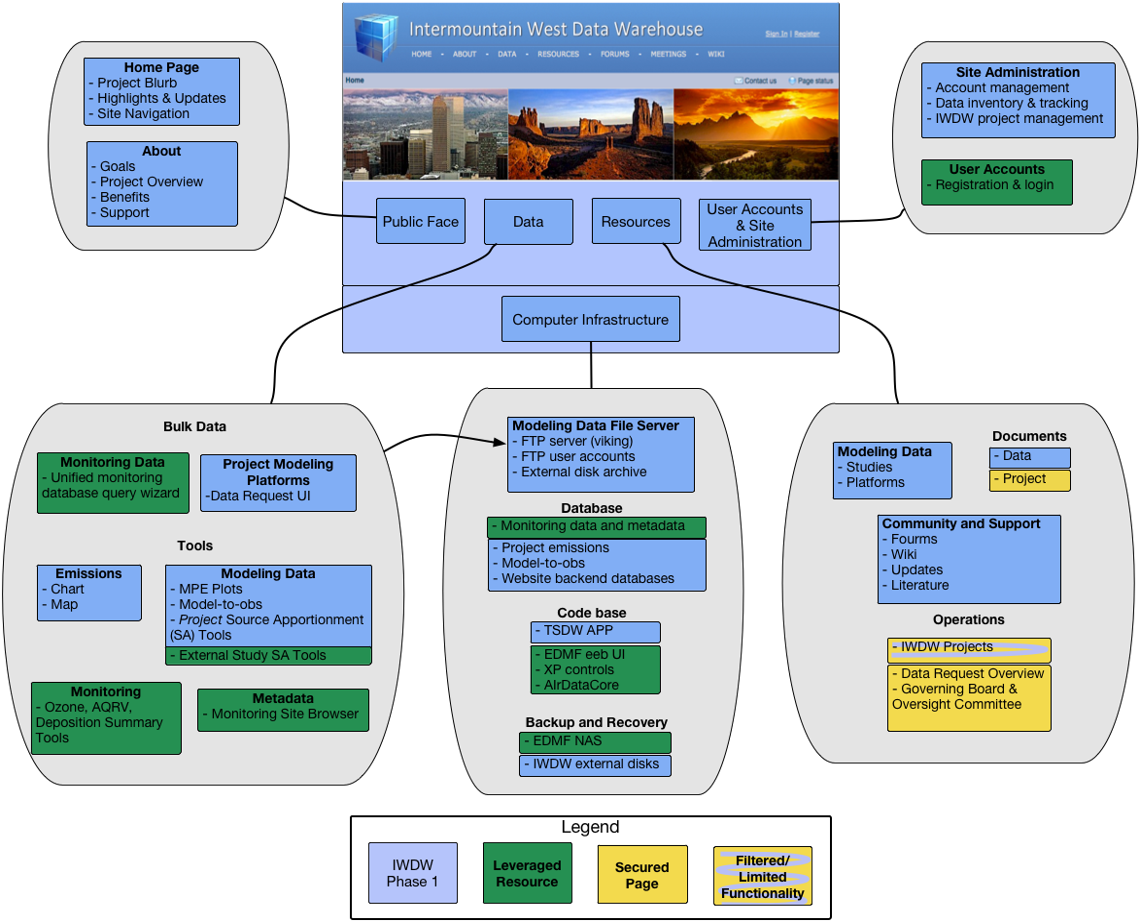 Intermountain West Data Warehouse
Sign In | Register
HOME - ABOUT - DATA - RESOURCES - FORUMS - MEETINGS - WIKI
Home
Contact us
Page status
Home Page
- Project Blurb
- Highlights & Updates
- Site Navigation
About
- Goals
- Project Overview
- Benefits
- Support
Site Administration
- Account management
- Data inventory & tracking
- IWDW project management
User Accounts
- Registration & login
Public Face
Data
Resources
User Accounts
& Site
Administration
Computer Infrastructure
Bulk Data
Monitoring Data
- Unified monitoring
database query wizard
Project Modeling
Platforms
-Data Request UI
Tools
Emissions
- Chart
- Map
Modeling Data
- MPE Plots
- Model-to-obs
- Project Source Apportionment
(SA) Tools
- External Study SA Tools
Monitoring
- Ozone, AQRV,
Deposition Summary
Tools
Metadata
- Monitoring Site Browser
Modeling Data File Server
- FTP server (viking)
- FTP user accounts
- External disk archive
Database
- Monitoring data and metadata
- Project emissions
- Model-to-obs
- Website backend databases
Code base
- TSDW APP
- EDMF eeb UI
- XP controls
- AIrDataCore
Backup and Recovery
- EDMF NAS
- IWDW external disks
Modeling Data
- Studies
- Platforms
Documents
- Data
- Project
Community and Support
- Fourms
- Wiki
- Updates
- Literature
Operations
- IWDW Projects
- Data Request Overview
- Governing Board &
Oversight Committee
Legend
IWDW
Phase 1
Leveraged
Resource
Secured
Page
Filtered/
Limited
Functionality